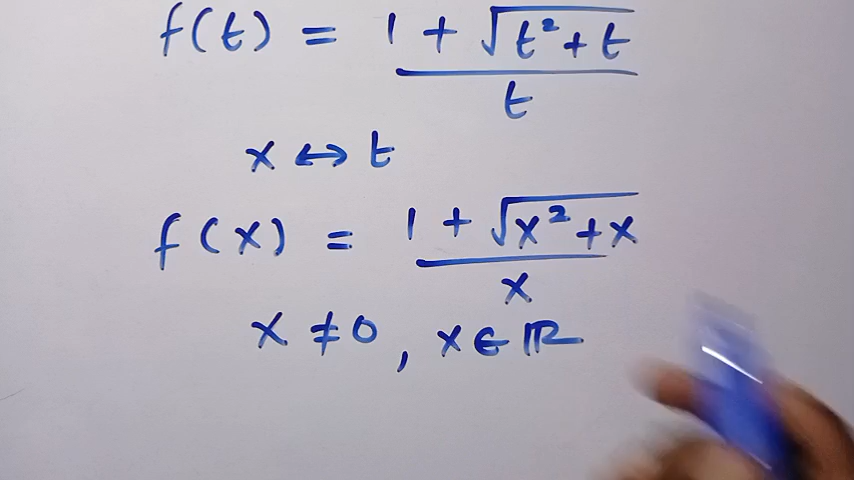 f(t) = (1 + √(t² + t))/t
x ↔ t
f(x) = (1 + √(x² + x))/x
x ≠ 0, x ∈ ℝ